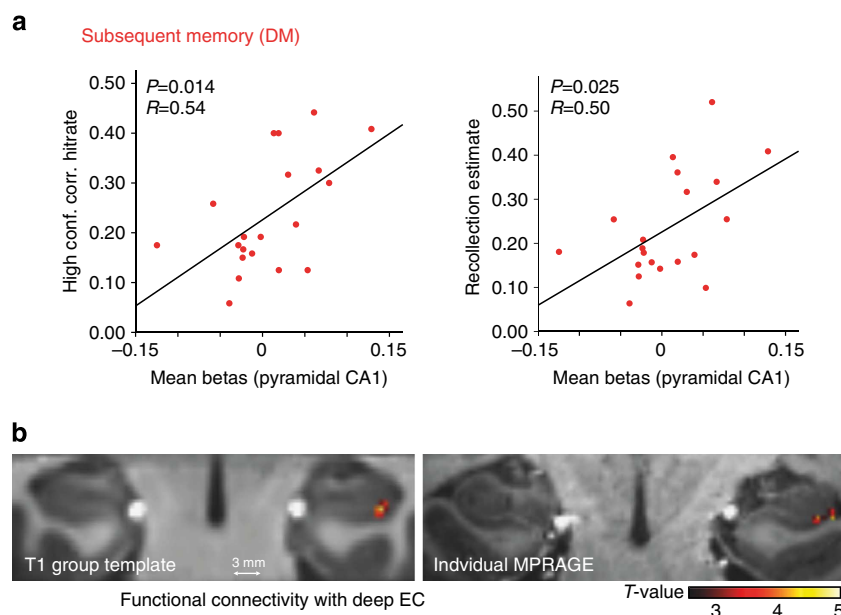 a
Subsequent memory (DM)
P=0.014
R=0.54
High conf. corr. hitrate
0.50
0.40
0.30
0.20
0.10
0.00
–0.15
0
0.15
Mean betas (pyramidal CA1)
P=0.025
R=0.50
Recollection estimate
0.50
0.40
0.30
0.20
0.10
0.00
–0.15
0
0.15
Mean betas (pyramidal CA1)
b
T1 group template
3 mm
Indvidual MPRAGE
Functional connectivity with deep EC
T-value
3
4
5